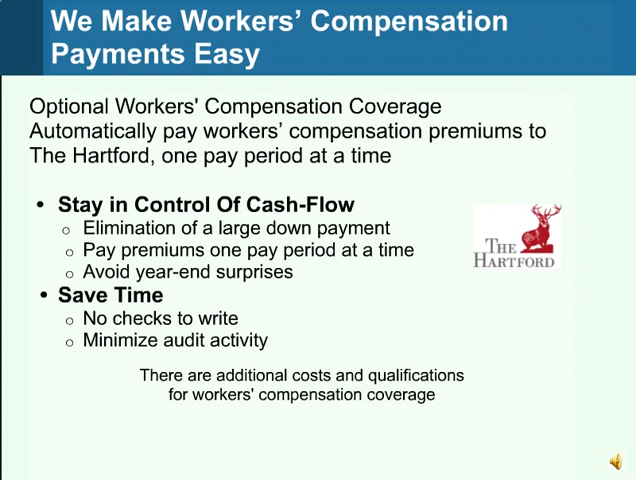 We Make Workers' Compensation
Payments Easy
Optional Workers' Compensation Coverage
Automatically pay workers' compensation premiums to
The Hartford, one pay period at a time
• Stay in Control Of Cash-Flow
○ Elimination of a large down payment
○ Pay premiums one pay period at a time
○ Avoid year-end surprises
THE
HARTFORD
• Save Time
○ No checks to write
○ Minimize audit activity
There are additional costs and qualifications
for workers' compensation coverage